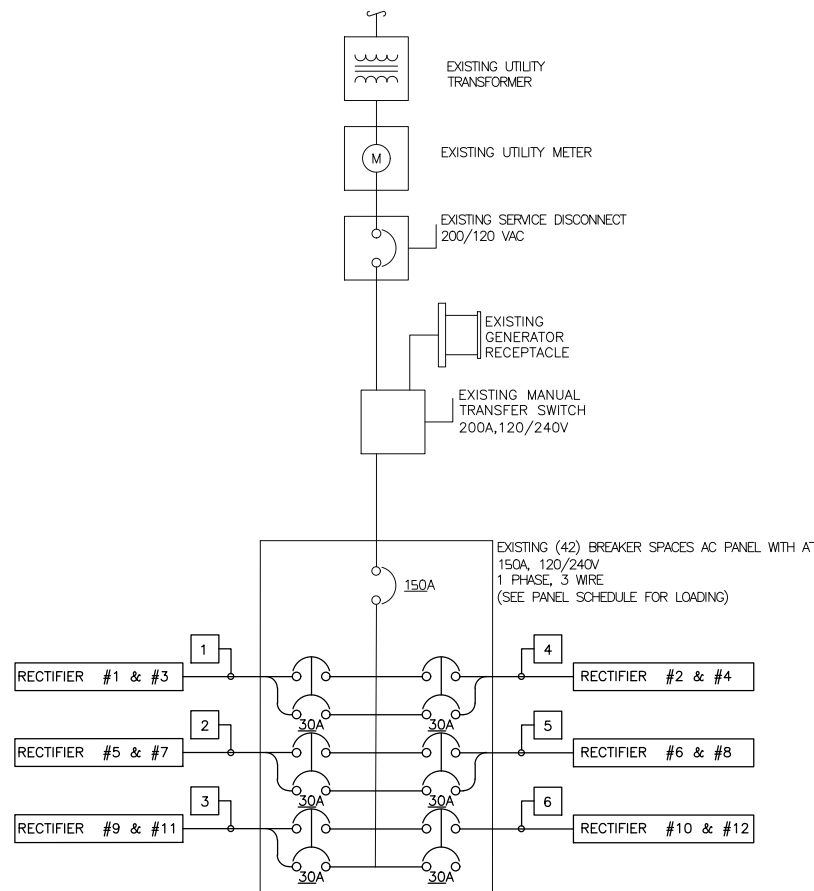 EXISTING UTILITY
TRANSFORMER
M
EXISTING UTILITY METER
EXISTING SERVICE DISCONNECT
200/120 VAC
EXISTING
GENERATOR
RECEPTACLE
EXISTING MANUAL
TRANSFER SWITCH
200A,120/240V
EXISTING (42) BREAKER SPACES AC PANEL WITH AT
150A, 120/240V
1 PHASE, 3 WIRE
(SEE PANEL SCHEDULE FOR LOADING)
150A
1
4
RECTIFIER #1 & #3
RECTIFIER #2 & #4
30A
30A
2
5
RECTIFIER #5 & #7
RECTIFIER #6 & #8
30A
30A
3
6
RECTIFIER #9 & #11
RECTIFIER #10 & #12
30A
30A